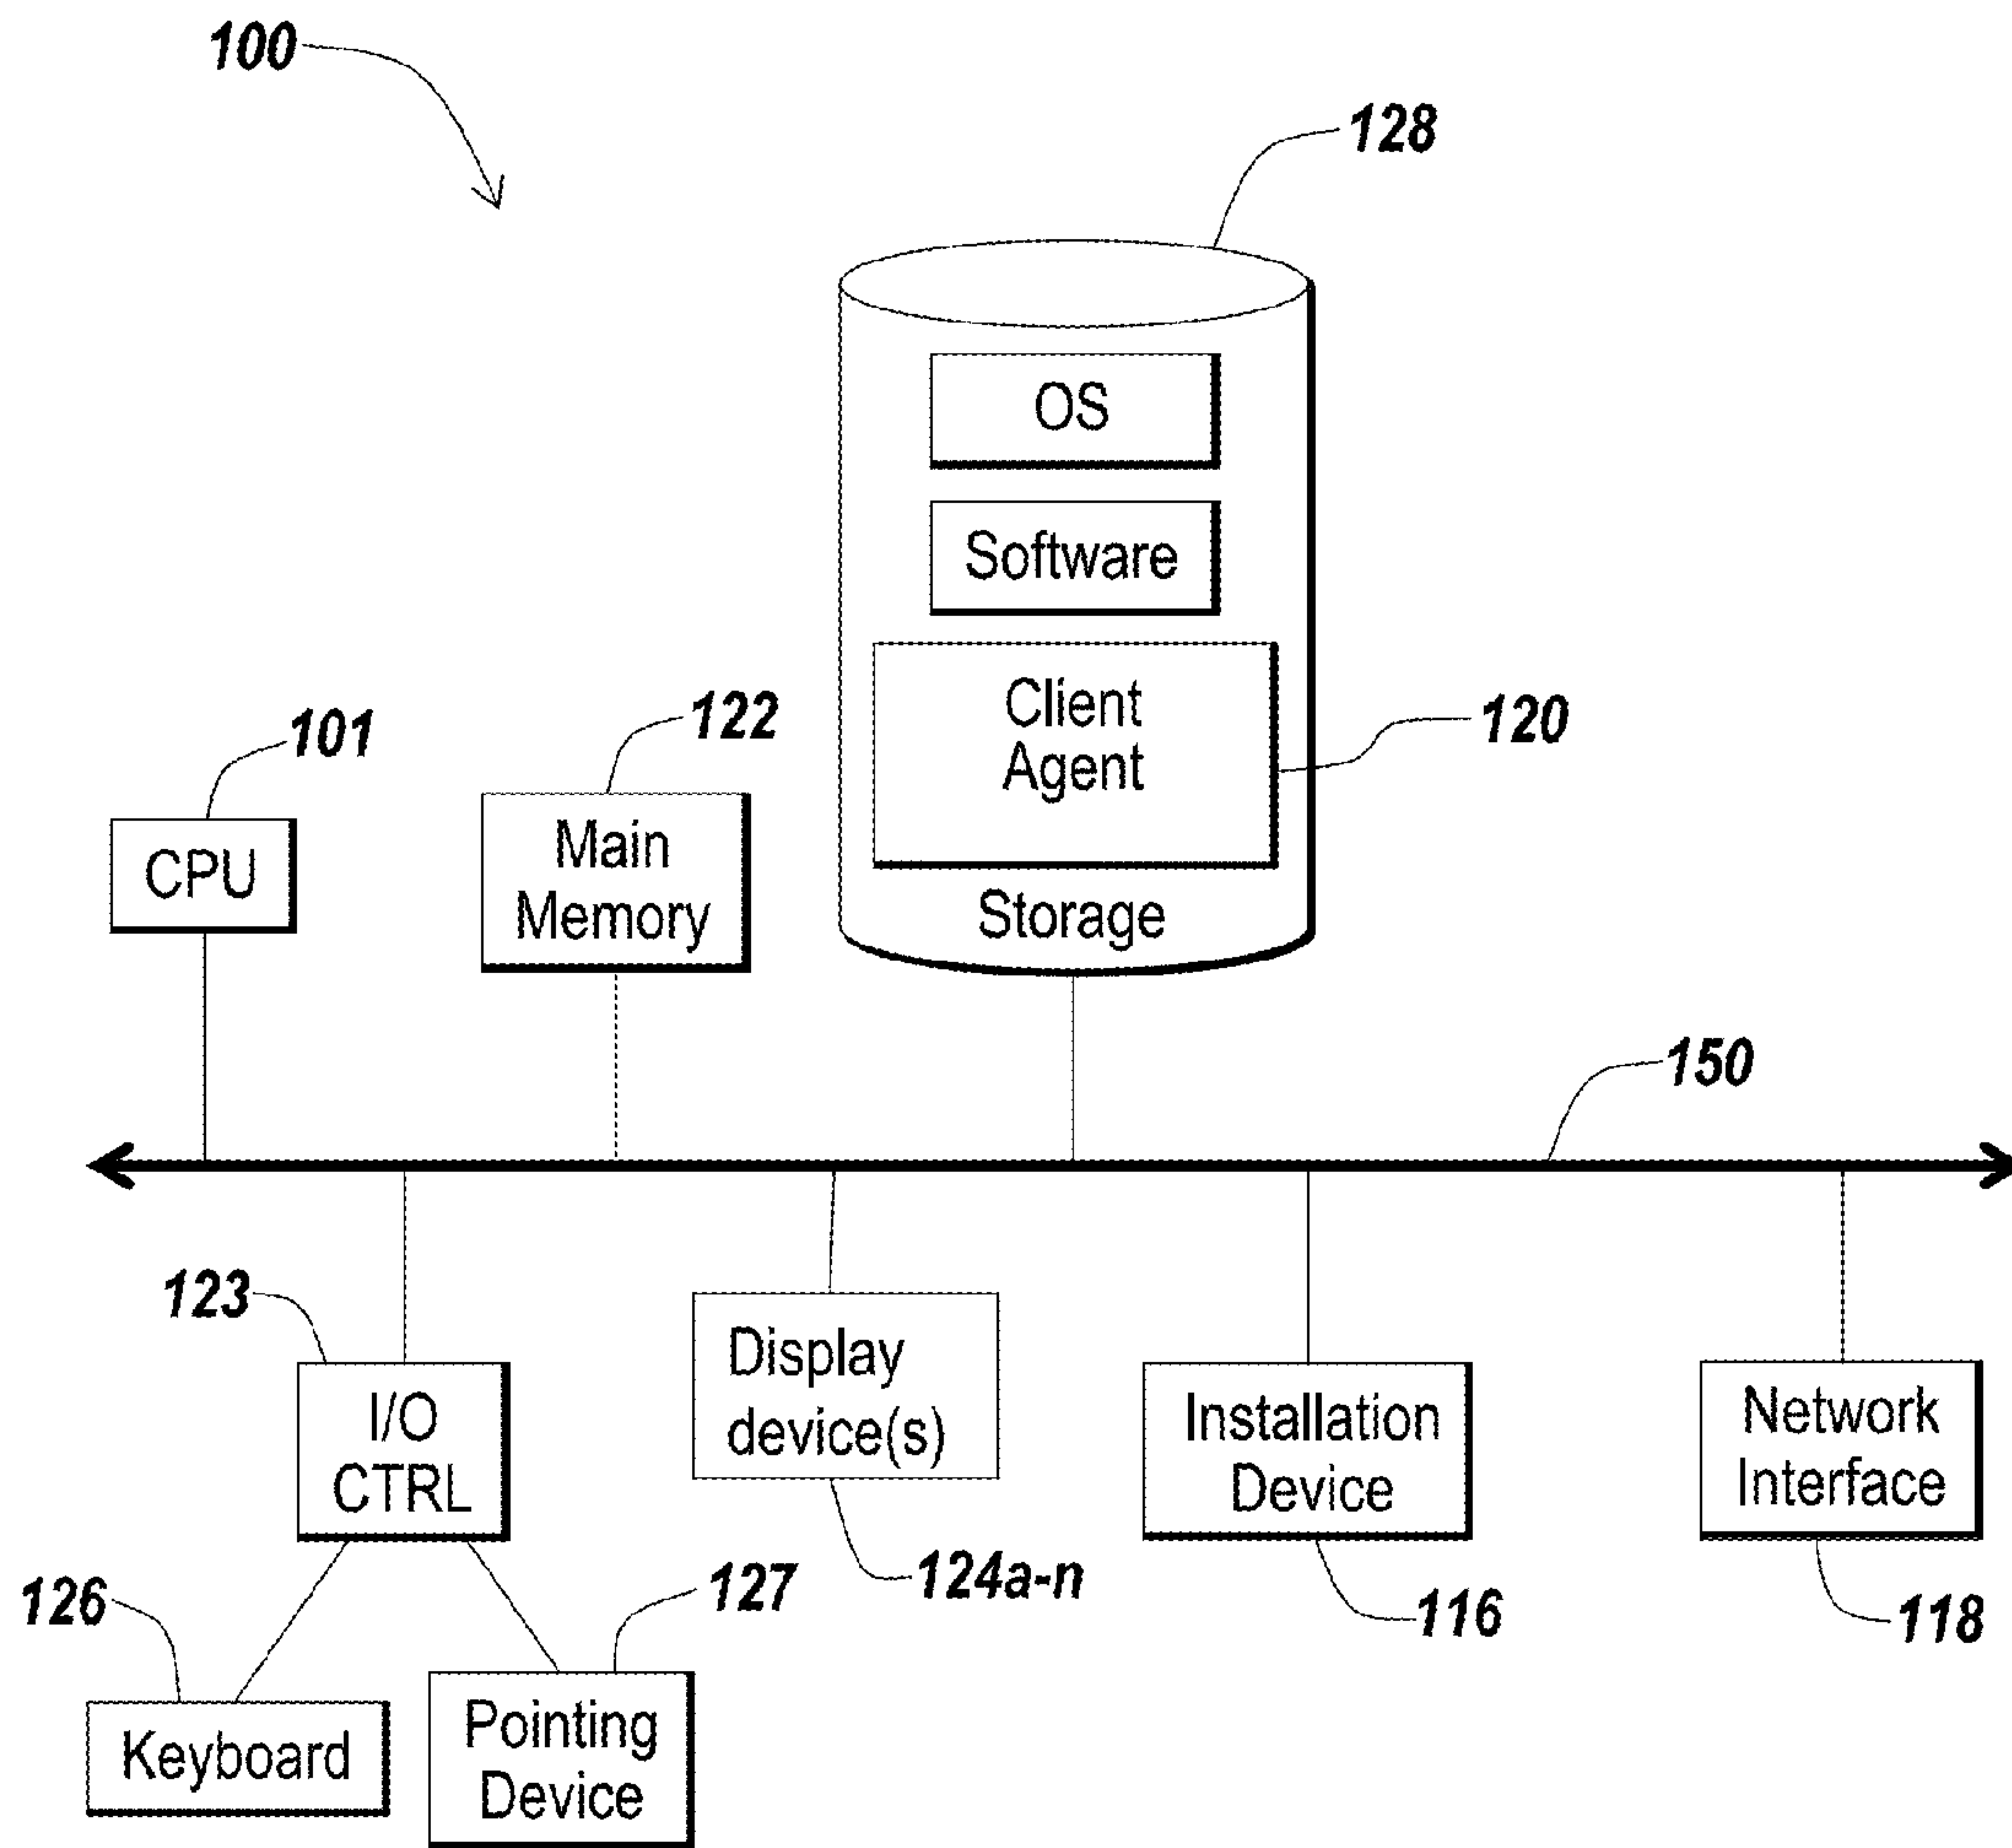 100
128
OS
Software
Client
Agent
120
Storage
101
CPU
122
Main
Memory
150
123
I/O
CTRL
Display
device(s)
124a-n
Installation
Device
116
Network
Interface
118
126
Keyboard
127
Pointing
Device